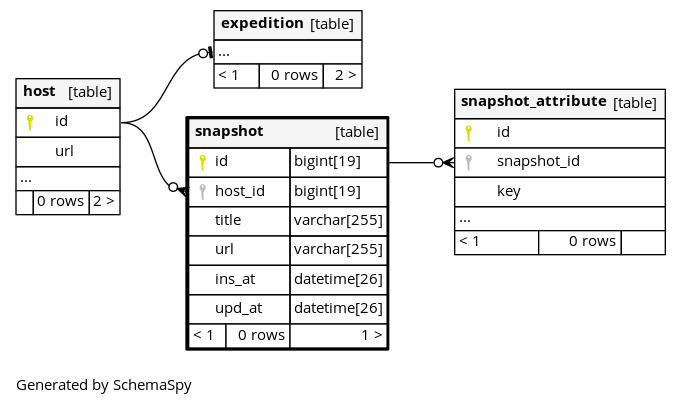 expedition [table]
...
< 1 0 rows 2 >
host [table]
id
url
...
0 rows 2 >
snapshot [table]
id bigint[19]
host_id bigint[19]
title varchar[255]
url varchar[255]
ins_at datetime[26]
upd_at datetime[26]
< 1 0 rows 1 >
snapshot_attribute [table]
id
snapshot_id
key
...
< 1 0 rows
Generated by SchemaSpy